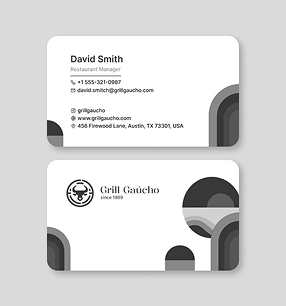 David Smith
Restaurant Manager
+1 555-321-0987
david.smitch@grillgaucho.com
grillgaucho
www.grillgaucho.com
456 Firewood Lane, Austin, TX 73301, USA
Grill Gaúcho
since 1989